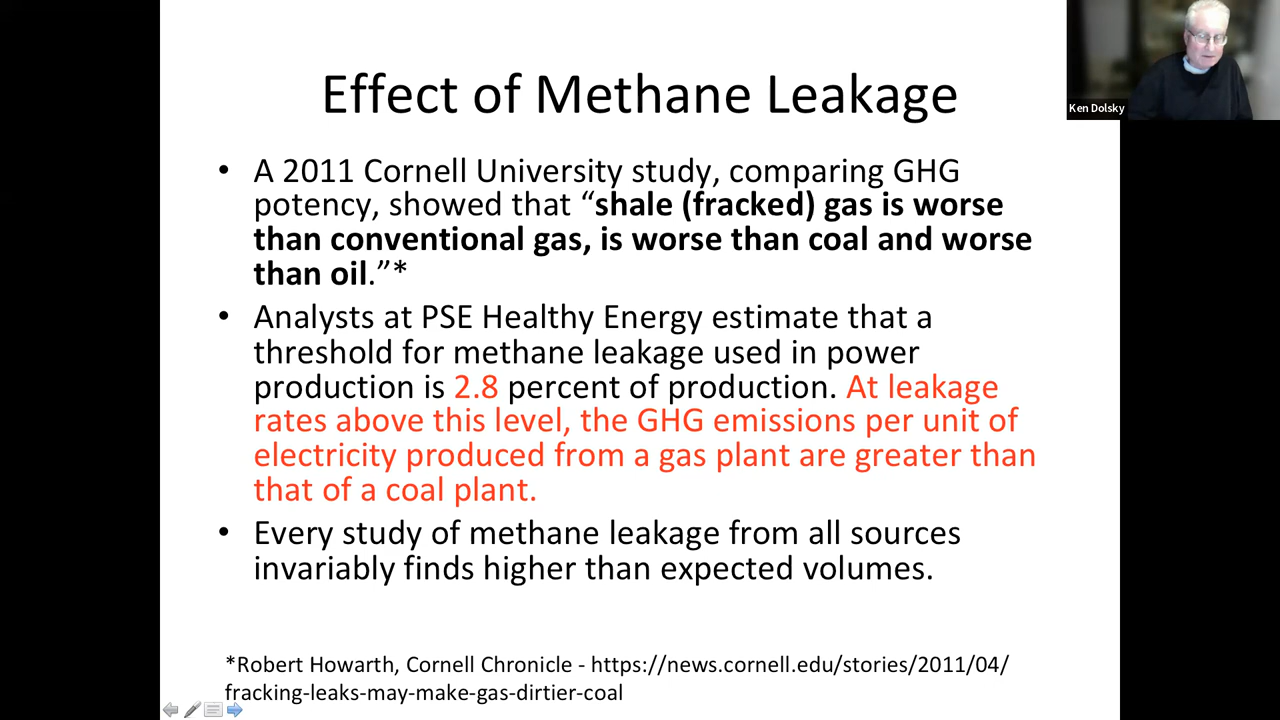 Effect of Methane Leakage
Ken Dolsky
• A 2011 Cornell University study, comparing GHG
potency, showed that “shale (fracked) gas is worse
than conventional gas, is worse than coal and worse
than oil.”*
• Analysts at PSE Healthy Energy estimate that a
threshold for methane leakage used in power
production is 2.8 percent of production. At leakage
rates above this level, the GHG emissions per unit of
electricity produced from a gas plant are greater than
that of a coal plant.
• Every study of methane leakage from all sources
invariably finds higher than expected volumes.
*Robert Howarth, Cornell Chronicle - https://news.cornell.edu/stories/2011/04/
fracking-leaks-may-make-gas-dirtier-coal